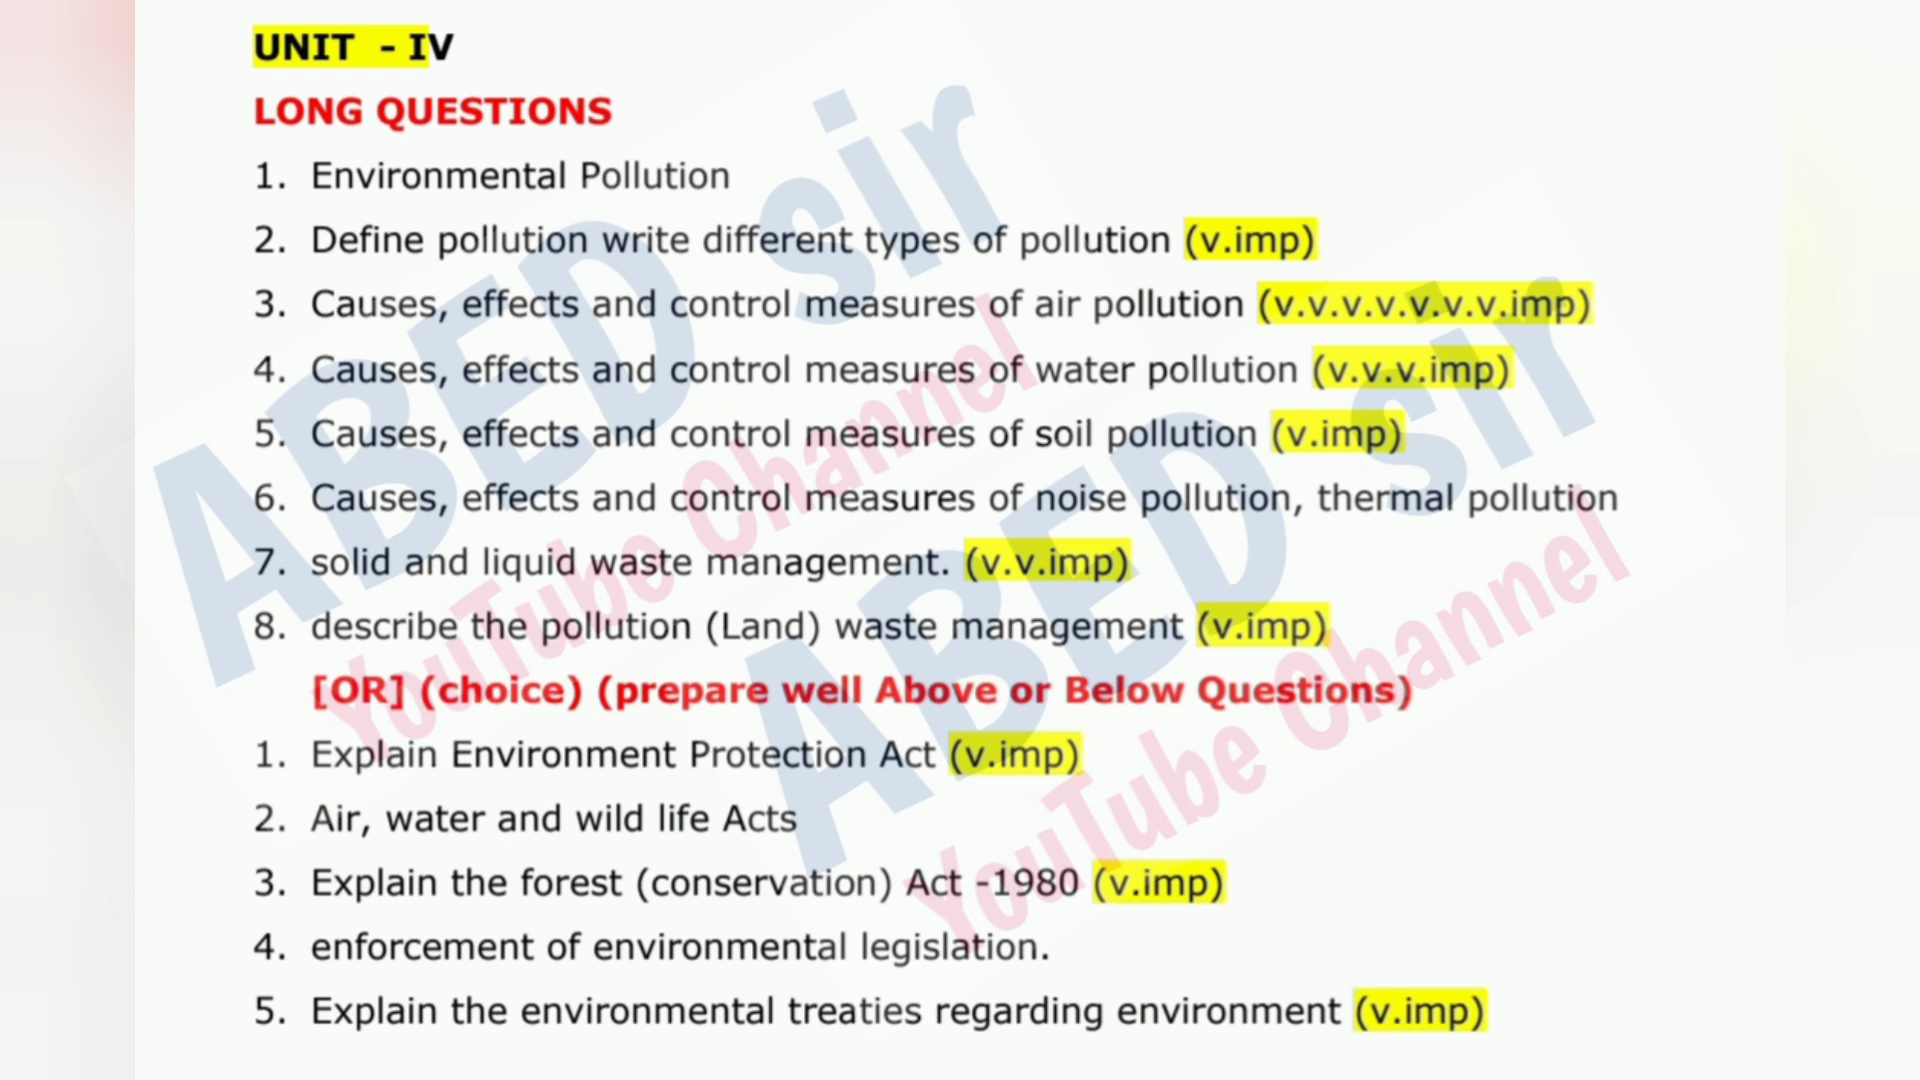 UNIT - IV
LONG QUESTIONS
1. Environmental Pollution
2. Define pollution write different types of pollution (v.imp)
3. Causes, effects and control measures of air pollution (v.v.v.v.v.v.v.imp)
4. Causes, effects and control measures of water pollution (v.v.v.imp)
5. Causes, effects and control measures of soil pollution (v.imp)
6. Causes, effects and control measures of noise pollution, thermal pollution
7. solid and liquid waste management. (v.v.imp)
8. describe the pollution (Land) waste management (v.imp)
[OR] (choice) (prepare well Above or Below Questions)
1. Explain Environment Protection Act (v.imp)
2. Air, water and wild life Acts
3. Explain the forest (conservation) Act -1980 (v.imp)
4. enforcement of environmental legislation.
5. Explain the environmental treaties regarding environment (v.imp)
ABED sir
YouTube Channel
ABED sir
YouTube Channel